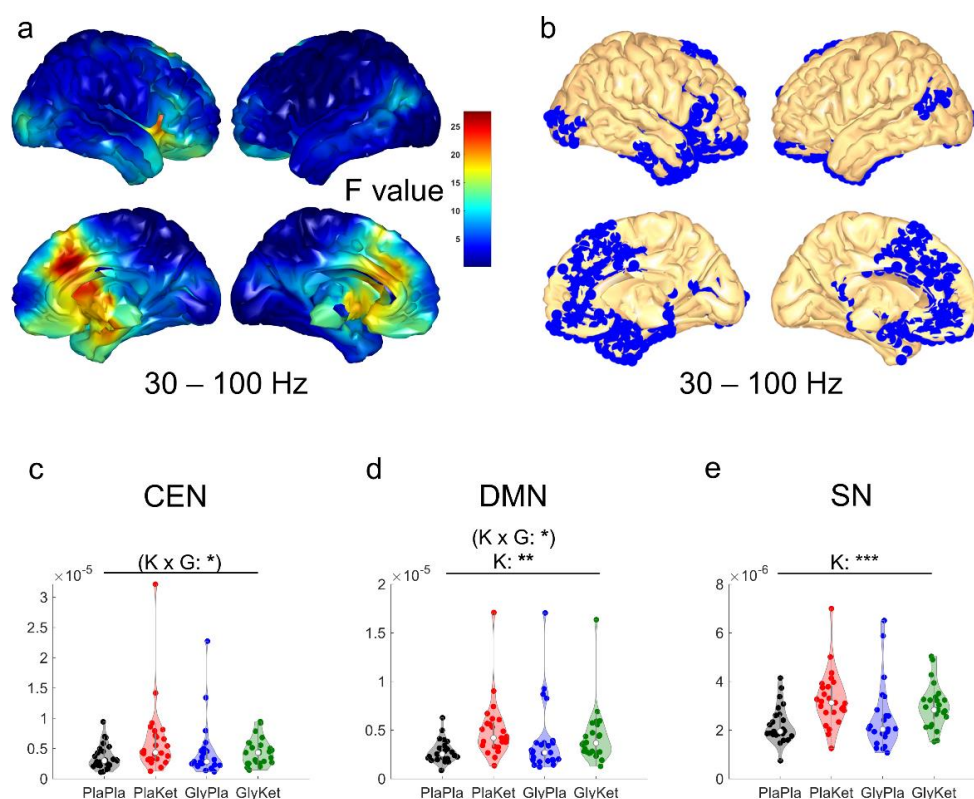 a
b
25
20
15
10
5
F value
30 – 100 Hz
30 – 100 Hz
c
CEN
d
DMN
e
SN
(K x G: *)
(K x G: *)
K: **
K: ***
×10⁻⁵
3
2.5
2
1.5
1
0.5
0
PlaPla PlaKet GlyPla GlyKet
×10⁻⁵
2
1.5
1
0.5
0
PlaPla PlaKet GlyPla GlyKet
×10⁻⁶
8
6
4
2
0
PlaPla PlaKet GlyPla GlyKet